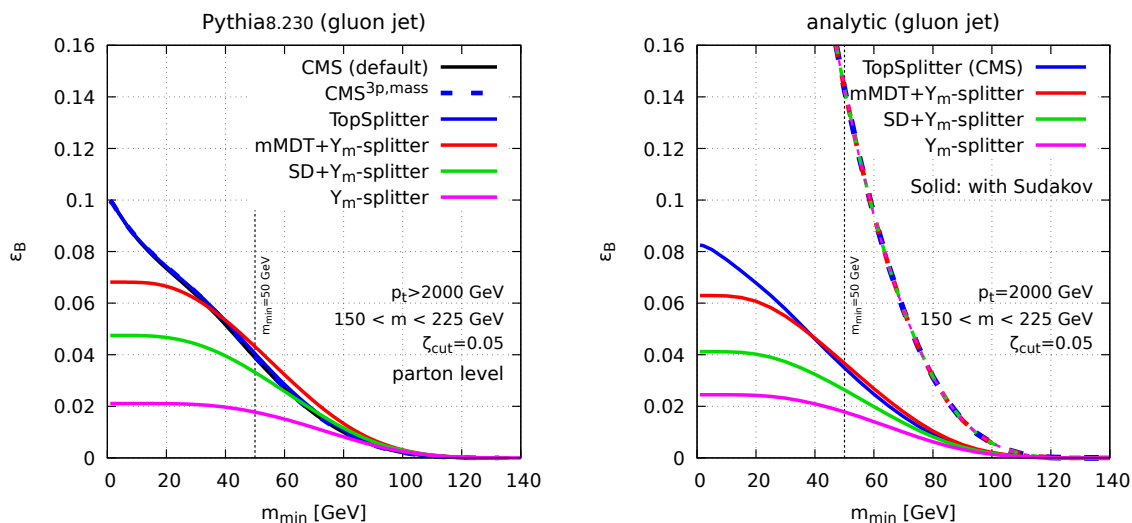 Pythia8.230 (gluon jet)
0.16
0.14
0.12
0.1
0.08
0.06
0.04
0.02
0
εB
CMS (default)
CMS3p,mass
TopSplitter
mMDT+Ym-splitter
SD+Ym-splitter
Ym-splitter
mmin=50 GeV
pt>2000 GeV
150 < m < 225 GeV
ζcut=0.05
parton level
0 20 40 60 80 100 120 140
mmin [GeV]
analytic (gluon jet)
0.16
0.14
0.12
0.1
0.08
0.06
0.04
0.02
0
εB
TopSplitter (CMS)
mMDT+Ym-splitter
SD+Ym-splitter
Ym-splitter
Solid: with Sudakov
mmin=50 GeV
pt=2000 GeV
150 < m < 225 GeV
ζcut=0.05
0 20 40 60 80 100 120 140
mmin [GeV]